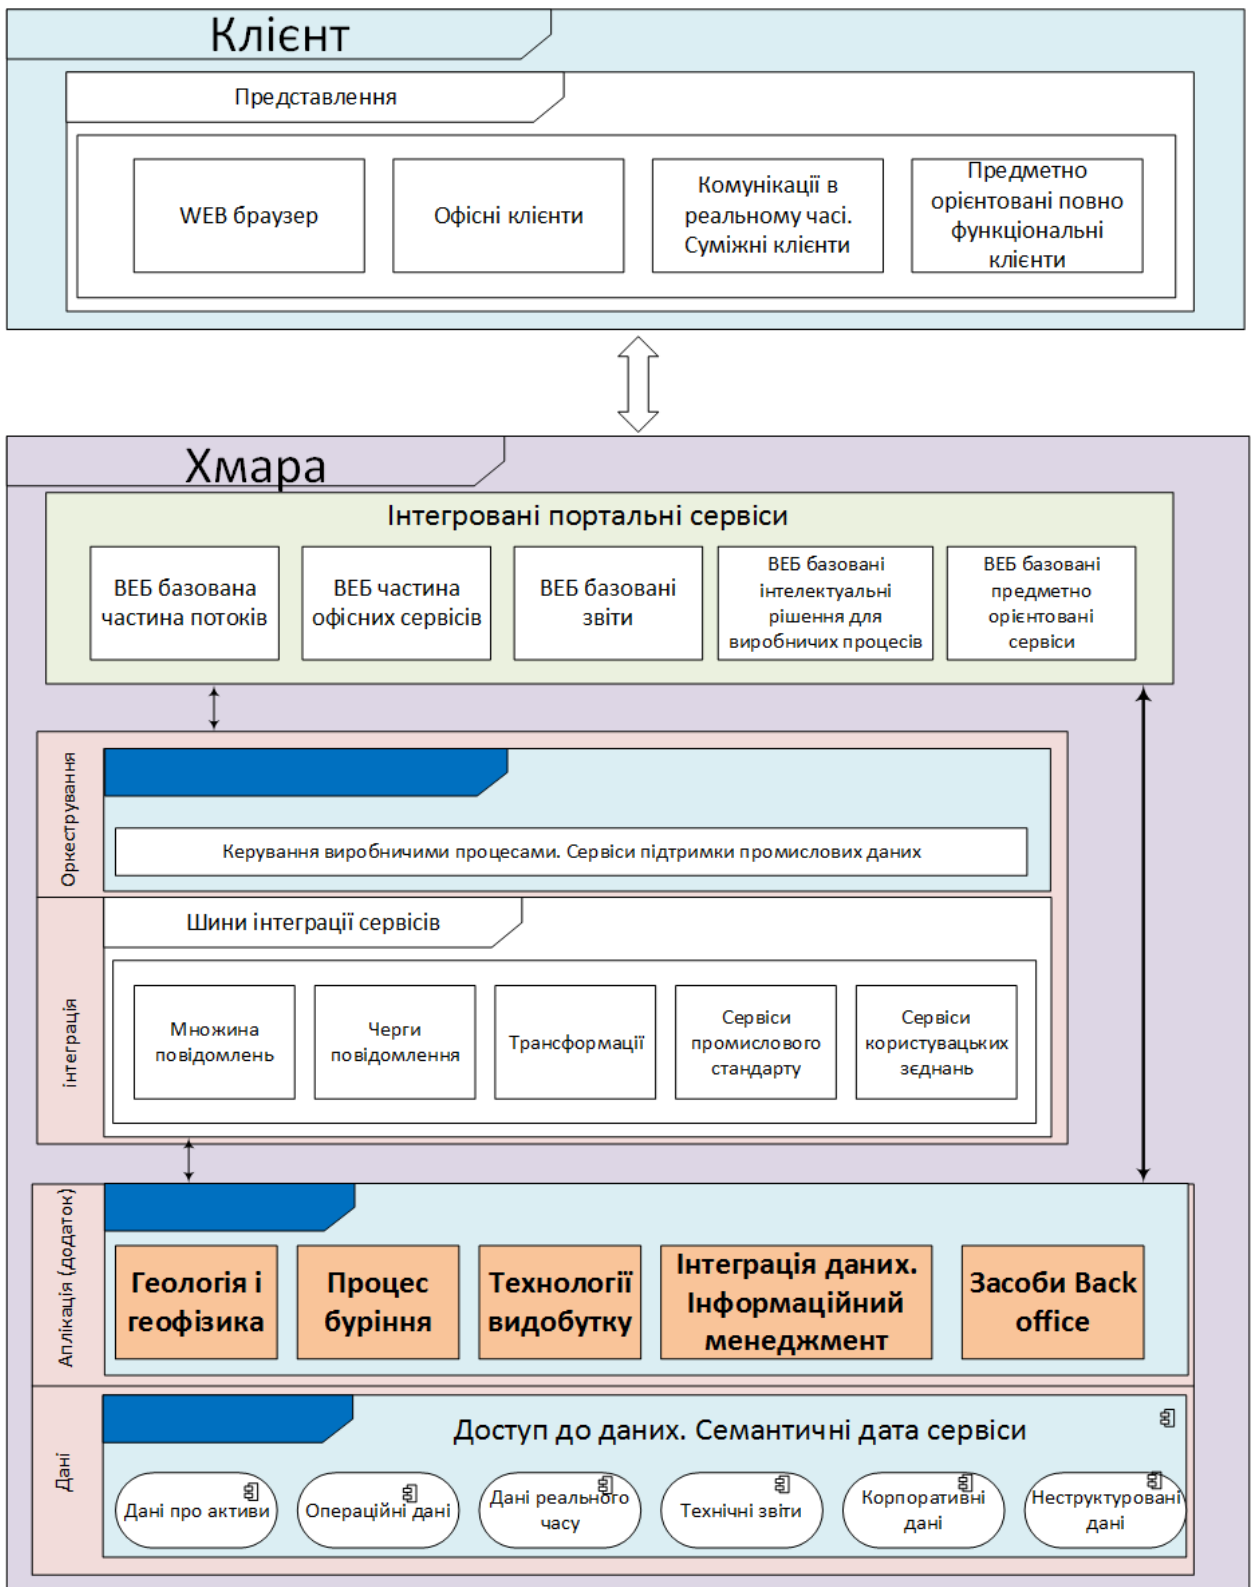 Клієнт
Представлення
WEB браузер
Офісні клієнти
Комунікації в
реальному часі.
Суміжні клієнти
Предметно
орієнтовані повно
функціональні
клієнти
Хмара
Інтегровані портальні сервіси
ВЕБ базована
частина потоків
ВЕБ частина
офісних сервісів
ВЕБ базовані
звіти
ВЕБ базовані
інтелектуальні
рішення для
виробничих процесів
ВЕБ базовані
предметно
орієнтовані
сервіси
Оркестрування
Керування виробничими процесами. Сервіси підтримки промислових даних
інтеграція
Шини інтеграції сервісів
Множина
повідомлень
Черги
повідомлення
Трансформації
Сервіси
промислового
стандарту
Сервіси
користувацьких
зєднань
Аплікація (додаток)
Геологія і
геофізика
Процес
буріння
Технології
видобутку
Інтеграція даних.
Інформаційний
менеджмент
Засоби Back
office
Дані
Доступ до даних. Семантичні дата сервіси
Дані про активи
Операційні дані
Дані реального
часу
Технічні звіти
Корпоративні
дані
Неструктуровані
дані